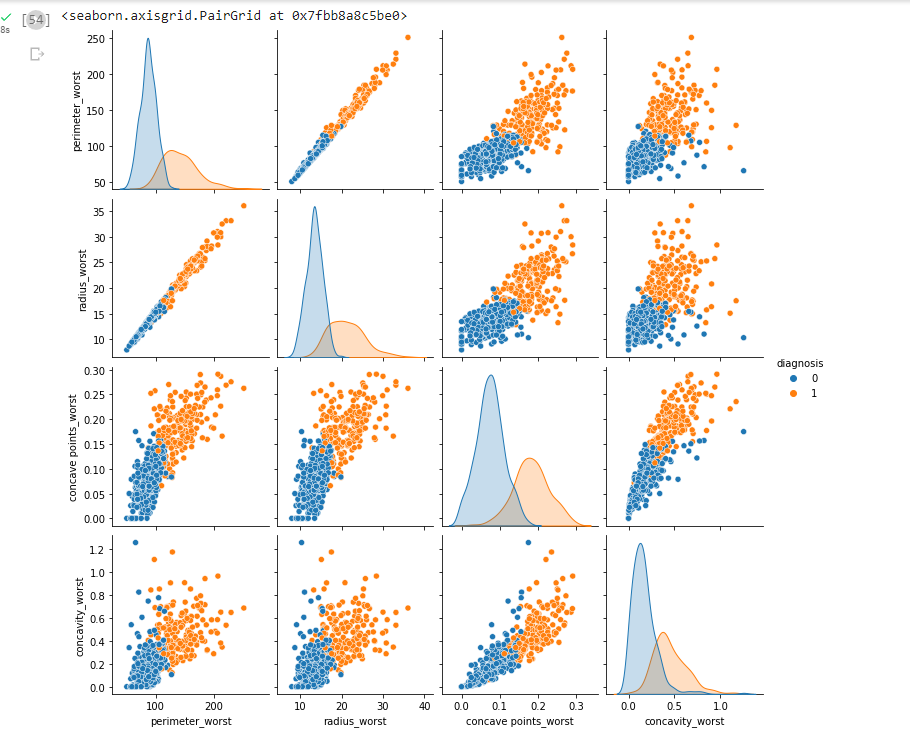 [54] <seaborn.axisgrid.PairGrid at 0x7fbb8a8c5be0>
8s
250
200
150
100
50
perimeter_worst
35
30
25
20
15
10
radius_worst
0.30
0.25
0.20
0.15
0.10
0.05
0.00
concave points_worst
diagnosis
0
1
1.2
1.0
0.8
0.6
0.4
0.2
0.0
concavity_worst
100 200
10 20 30 40
0.0 0.1 0.2 0.3
0.0 0.5 1.0
perimeter_worst
radius_worst
concave points_worst
concavity_worst